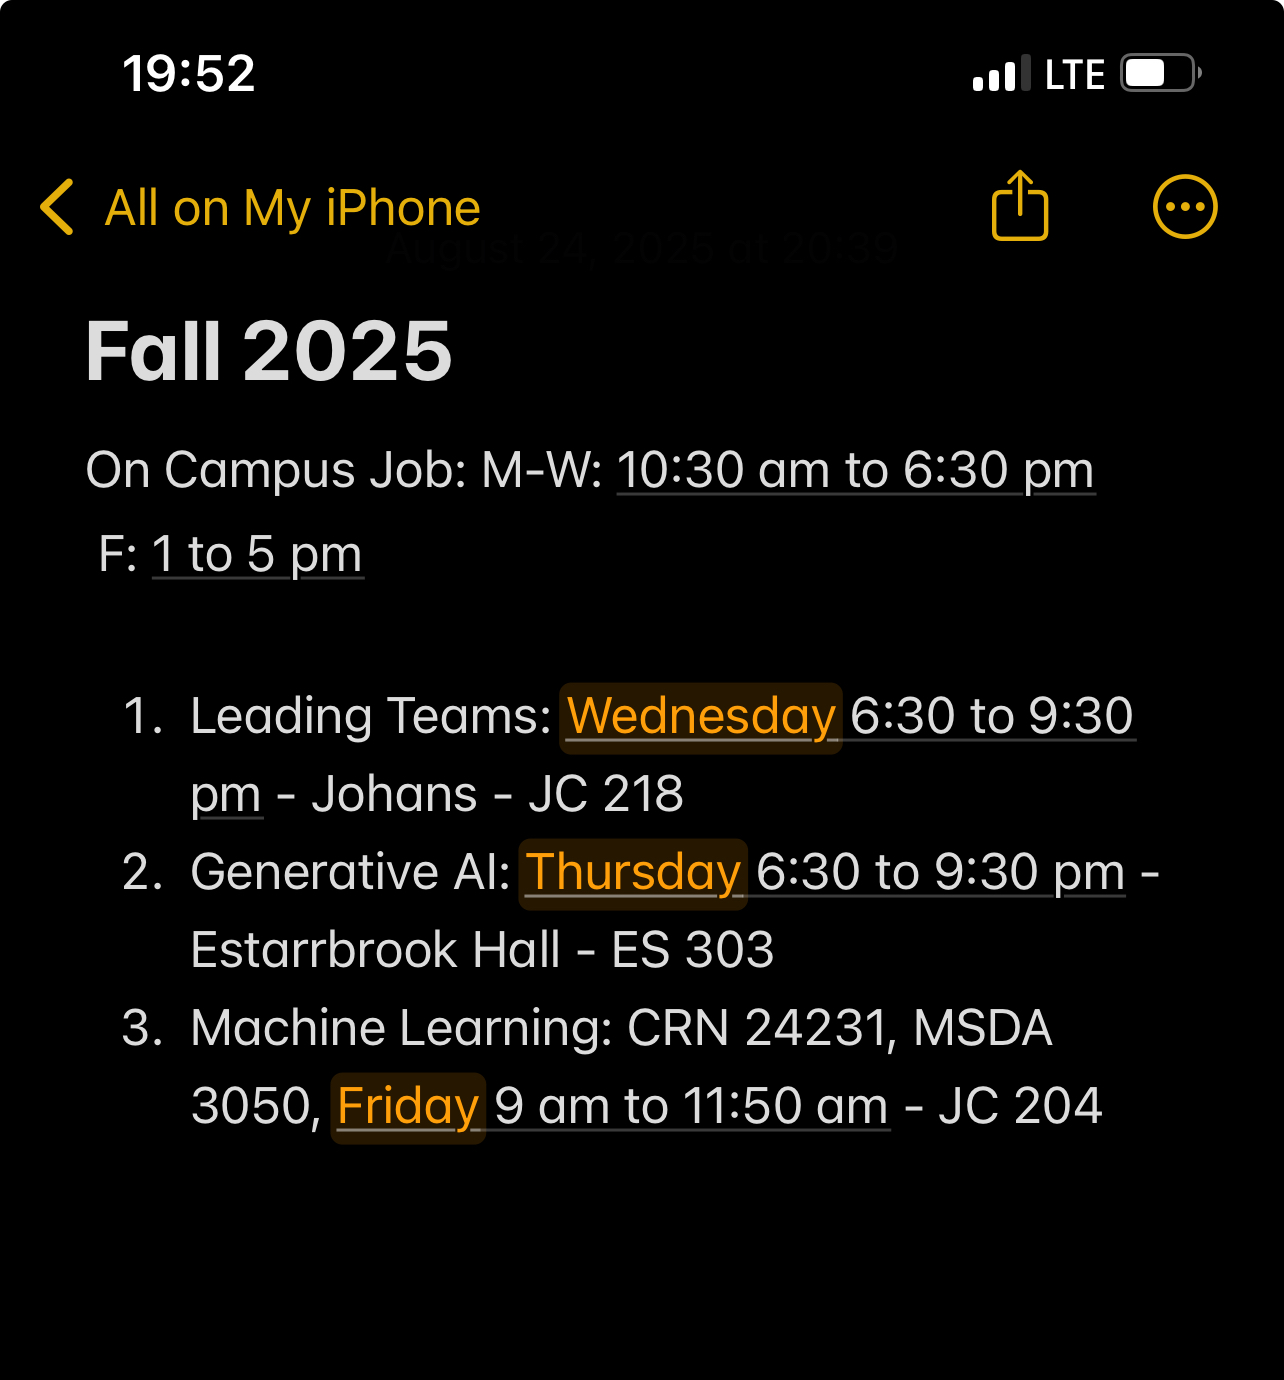 19:52
LTE
All on My iPhone
August 24, 2025 at 20:39
Fall 2025
On Campus Job: M-W: 10:30 am to 6:30 pm
F: 1 to 5 pm
1. Leading Teams: Wednesday 6:30 to 9:30
pm - Johans - JC 218
2. Generative AI: Thursday 6:30 to 9:30 pm -
Estarrbrook Hall - ES 303
3. Machine Learning: CRN 24231, MSDA
3050, Friday 9 am to 11:50 am - JC 204